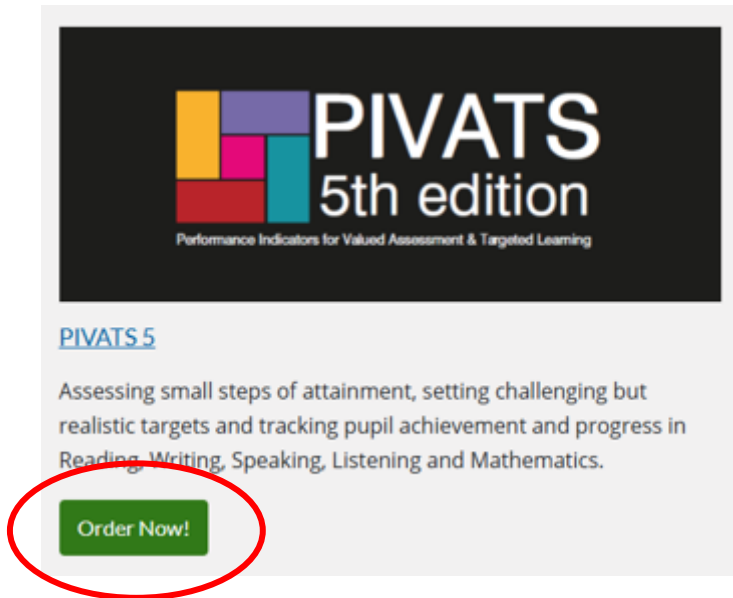 PIVATS
5th edition
Performance Indicators for Valued Assessment & Targeted Learning
PIVATS 5
Assessing small steps of attainment, setting challenging but
realistic targets and tracking pupil achievement and progress in
Reading, Writing, Speaking, Listening and Mathematics.
Order Now!